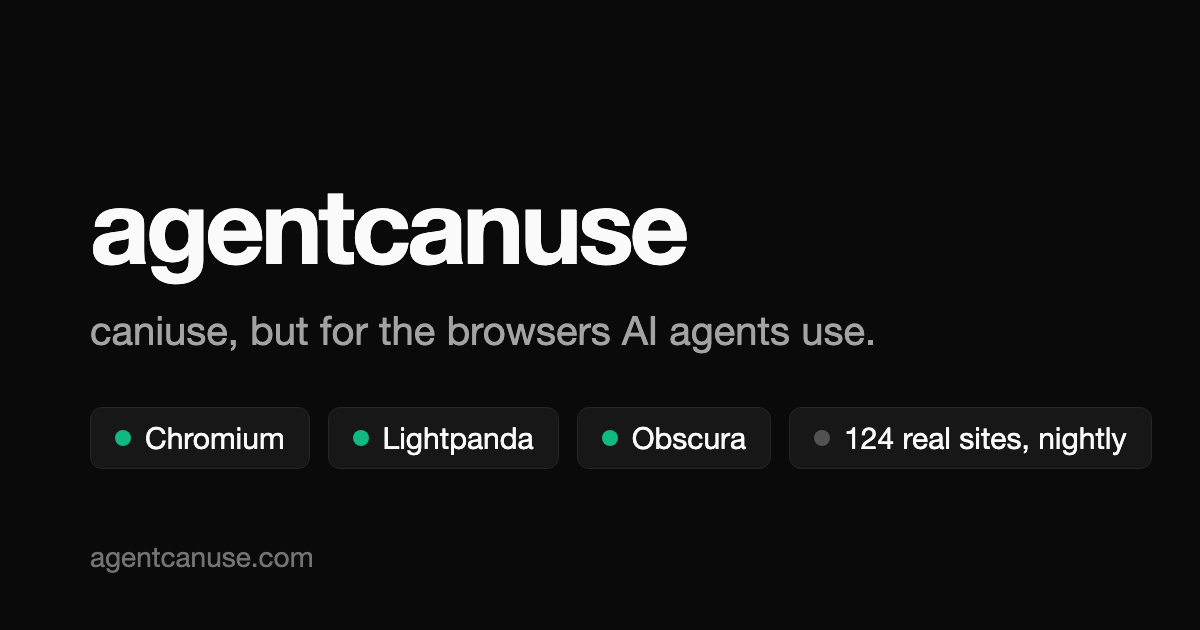 agentcanuse
caniuse, but for the browsers AI agents use.
Chromium Lightpanda Obscura 124 real sites, nightly
agentcanuse.com